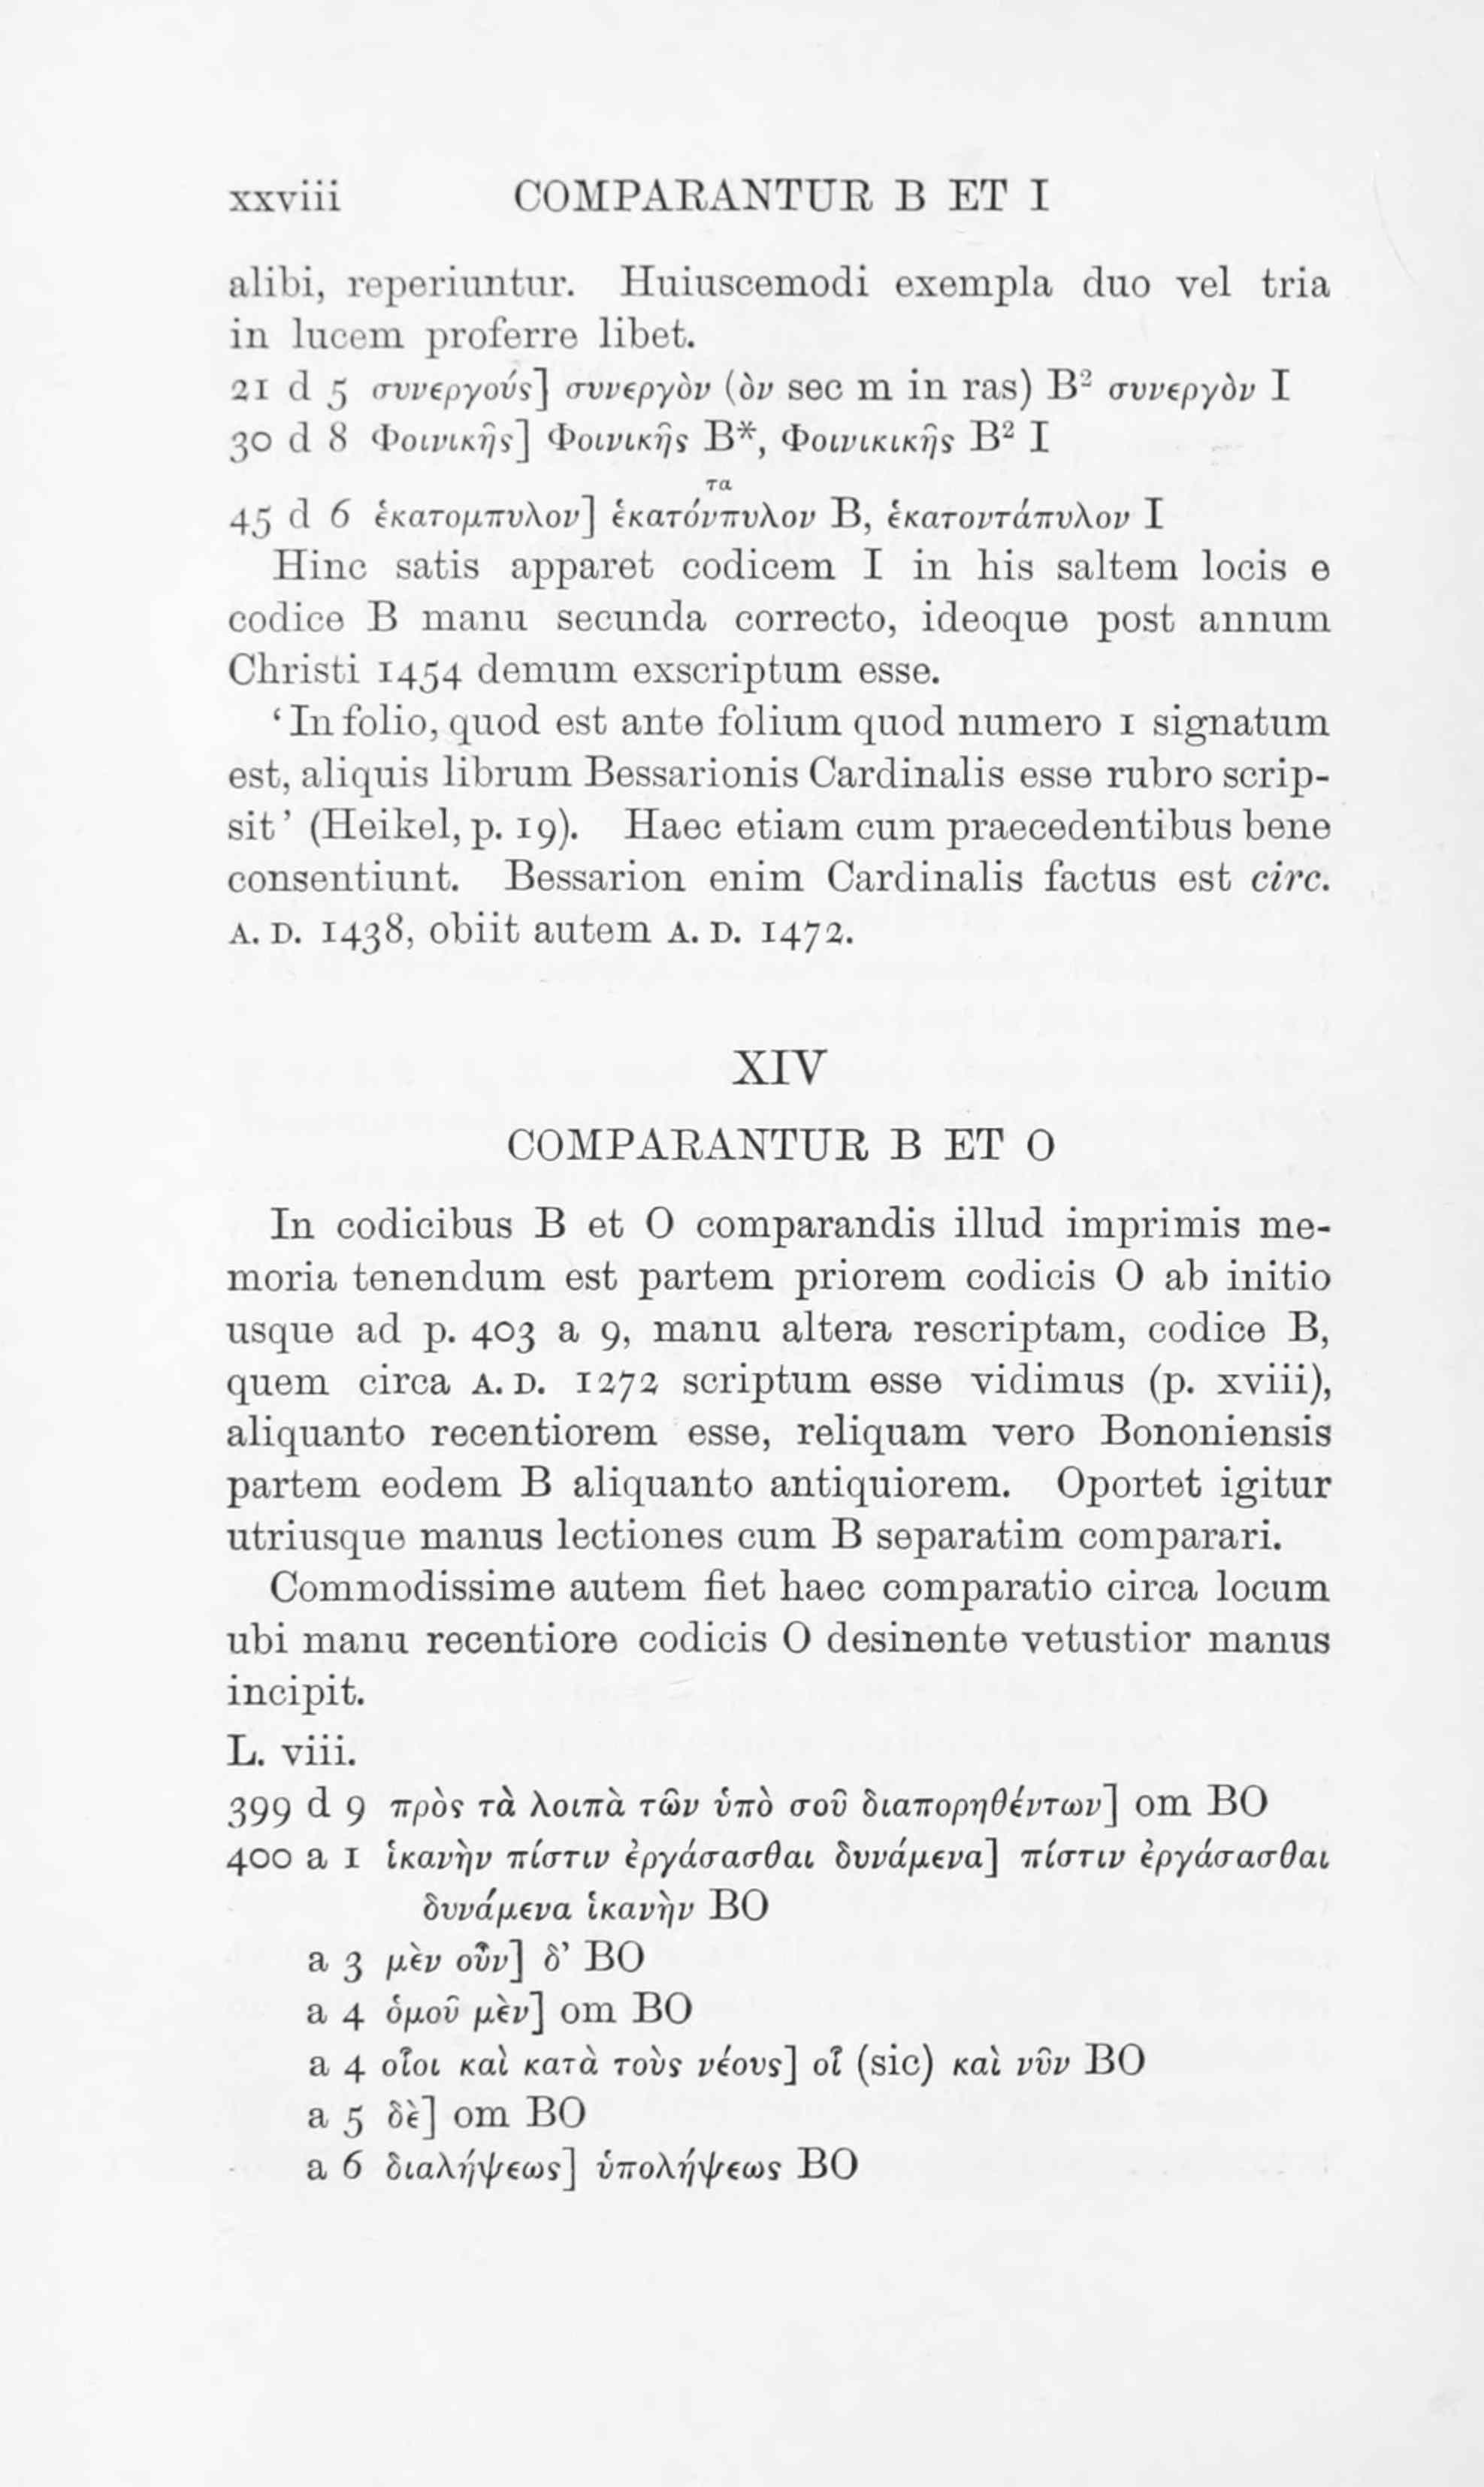 xxviii COMPARANTUR B ET I
alibi, reperiuntur. Huiuscemodi exempla duo vel tria
in lucem proferre libet.
21 d 5 συνεργούς] συνεργὸν (ὸν sec m in ras) B² συνεργὸν I
30 d 8 Φοινικῆς] Φοινικῆς B*, Φοινικικῆς B² I
τα
45 d 6 ἑκατομπυλον] ἑκατόνπυλον B, ἑκατοντάπυλον I
Hinc satis apparet codicem I in his saltem locis e
codice B manu secunda correcto, ideoque post annum
Christi 1454 demum exscriptum esse.
‘In folio, quod est ante folium quod numero 1 signatum
est, aliquis librum Bessarionis Cardinalis esse rubro scrip-
sit’ (Heikel, p. 19). Haec etiam cum praecedentibus bene
consentiunt. Bessarion enim Cardinalis factus est circ.
A. D. 1438, obiit autem A. D. 1472.
XIV
COMPARANTUR B ET O
In codicibus B et O comparandis illud imprimis me-
moria tenendum est partem priorem codicis O ab initio
usque ad p. 403 a 9, manu altera rescriptam, codice B,
quem circa A. D. 1272 scriptum esse vidimus (p. xviii),
aliquanto recentiorem esse, reliquam vero Bononiensis
partem eodem B aliquanto antiquiorem. Oportet igitur
utriusque manus lectiones cum B separatim comparari.
Commodissime autem fiet haec comparatio circa locum
ubi manu recentiore codicis O desinente vetustior manus
incipit.
L. viii.
399 d 9 πρὸς τὰ λοιπὰ τῶν ὑπὸ σοῦ διαπορηθέντων] om BO
400 a 1 ἱκανὴν πίστιν ἐργάσασθαι δυνάμενα] πίστιν ἐργάσασθαι
δυνάμενα ἱκανὴν BO
a 3 μὲν οὖν] δ’ BO
a 4 ὁμοῦ μὲν] om BO
a 4 οἷοι καὶ κατὰ τοὺς νέους] οἷ (sic) καὶ νῦν BO
a 5 δὲ] om BO
a 6 διαλήψεως] ὑπολήψεως BO